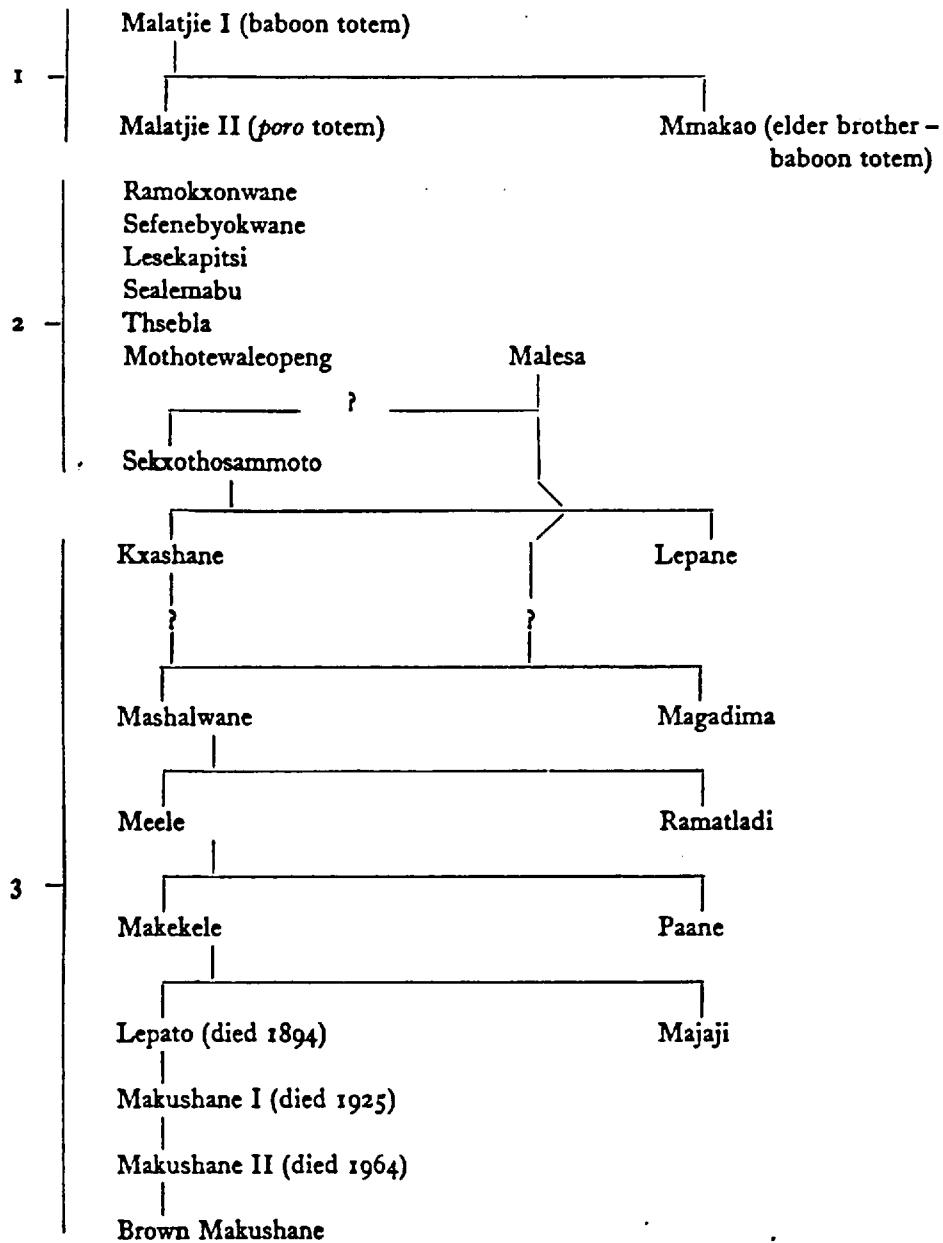 Malatjie I (baboon totem)
1
Malatjie II (poro totem) Mmakao (elder brother –
baboon totem)
Ramokxonwane
Sefenebyokwane
Lesekapitsi
Sealemabu
2 Thsebla
Mothotewaleopeng Malesa
?
Sekxothosammoto
Kxashane Lepane
? ?
Mashalwane Magadima
Meele Ramatladi
3
Makekele Paane
Lepato (died 1894) Majaji
Makushane I (died 1925)
Makushane II (died 1964)
Brown Makushane